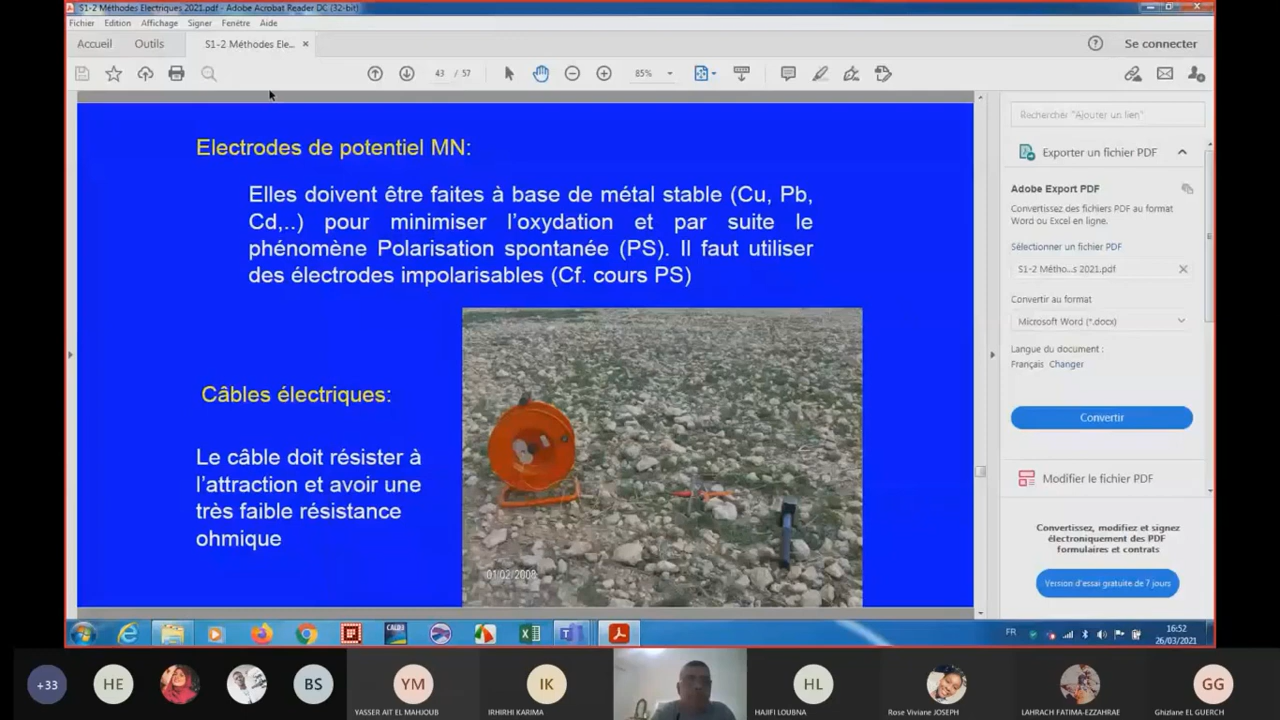 S1-2 Méthodes Electriques 2021.pdf - Adobe Acrobat Reader DC (32-bit)
Fichier Edition Affichage Signer Fenêtre Aide
Accueil Outils S1-2 Méthodes Ele... × Se connecter
43 / 57 85%
Electrodes de potentiel MN:
Elles doivent être faites à base de métal stable (Cu, Pb,
Cd,..) pour minimiser l'oxydation et par suite le
phénomène Polarisation spontanée (PS). Il faut utiliser
des électrodes impolarisables (Cf. cours PS)
Câbles électriques:
Le câble doit résister à
l'attraction et avoir une
très faible résistance
ohmique
01/02/2008
Rechercher "Ajouter un lien"
Exporter un fichier PDF
Adobe Export PDF
Convertissez des fichiers PDF au format
Word ou Excel en ligne.
Sélectionner un fichier PDF
S1-2 Métho...s 2021.pdf
Convertir au format
Microsoft Word (*.docx)
Langue du document :
Français Changer
Convertir
Modifier le fichier PDF
Convertissez, modifiez et signez
électroniquement des PDF
formulaires et contrats
Version d'essai gratuite de 7 jours
FR 16:52
26/03/2021
+33 HE BS YM IK HL GG
YASSER AIT EL MAHJOUB IRHIRHI KARIMA HAJIFI LOUBNA Rose Viviane JOSEPH LAHRACH FATIMA-EZZAHRAE Ghizlane EL GUERCH